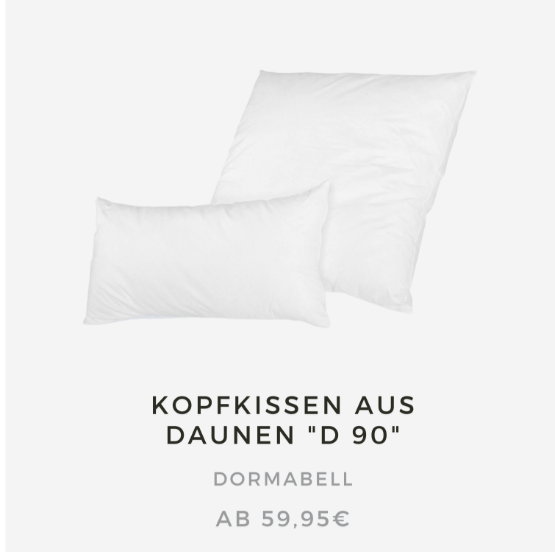 KOPFKISSEN AUS
DAUNEN "D 90"
DORMABELL
AB 59,95€